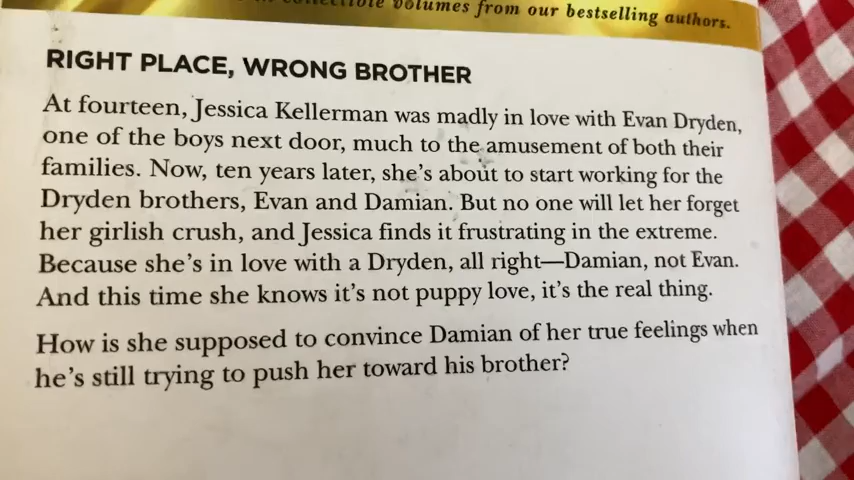 collectible volumes from our bestselling authors.
RIGHT PLACE, WRONG BROTHER
At fourteen, Jessica Kellerman was madly in love with Evan Dryden,
one of the boys next door, much to the amusement of both their
families. Now, ten years later, she's about to start working for the
Dryden brothers, Evan and Damian. But no one will let her forget
her girlish crush, and Jessica finds it frustrating in the extreme.
Because she's in love with a Dryden, all right—Damian, not Evan.
And this time she knows it's not puppy love, it's the real thing.
How is she supposed to convince Damian of her true feelings when
he's still trying to push her toward his brother?